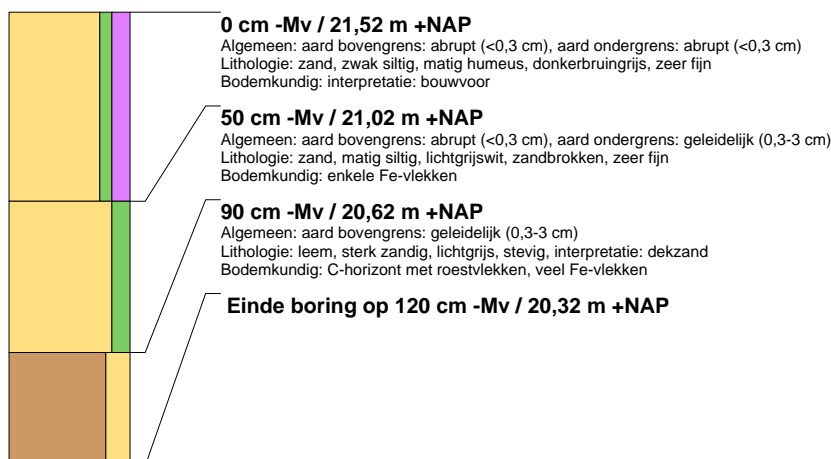 0 cm -Mv / 21,52 m +NAP
Algemeen: aard bovengrens: abrupt (<0,3 cm), aard ondergrens: abrupt (<0,3 cm)
Lithologie: zand, zwak siltig, matig humeus, donkerbruingrijs, zeer fijn
Bodemkundig: interpretatie: bouwvoor
50 cm -Mv / 21,02 m +NAP
Algemeen: aard bovengrens: abrupt (<0,3 cm), aard ondergrens: geleidelijk (0,3-3 cm)
Lithologie: zand, matig siltig, lichtgrijswit, zandbrokken, zeer fijn
Bodemkundig: enkele Fe-vlekken
90 cm -Mv / 20,62 m +NAP
Algemeen: aard bovengrens: geleidelijk (0,3-3 cm)
Lithologie: leem, sterk zandig, lichtgrijs, stevig, interpretatie: dekzand
Bodemkundig: C-horizont met roestvlekken, veel Fe-vlekken
Einde boring op 120 cm -Mv / 20,32 m +NAP